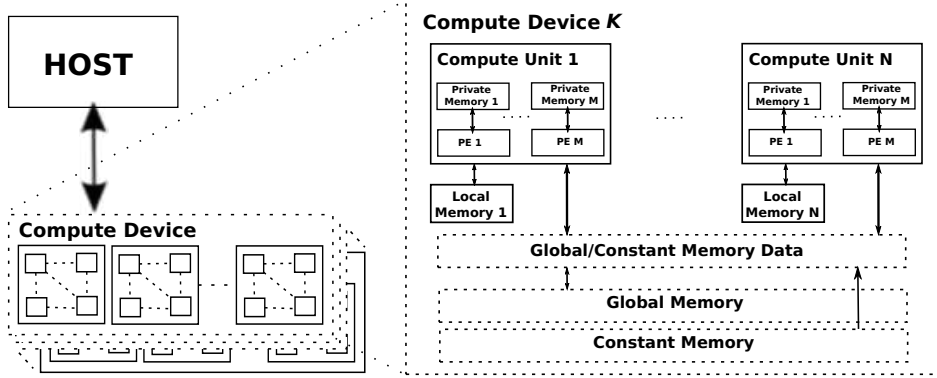 HOST
Compute Device
Compute Device K
Compute Unit 1
Private
Memory 1
Private
Memory M
PE 1
PE M
Local
Memory 1
Compute Unit N
Private
Memory 1
Private
Memory M
PE 1
PE M
Local
Memory N
Global/Constant Memory Data
Global Memory
Constant Memory